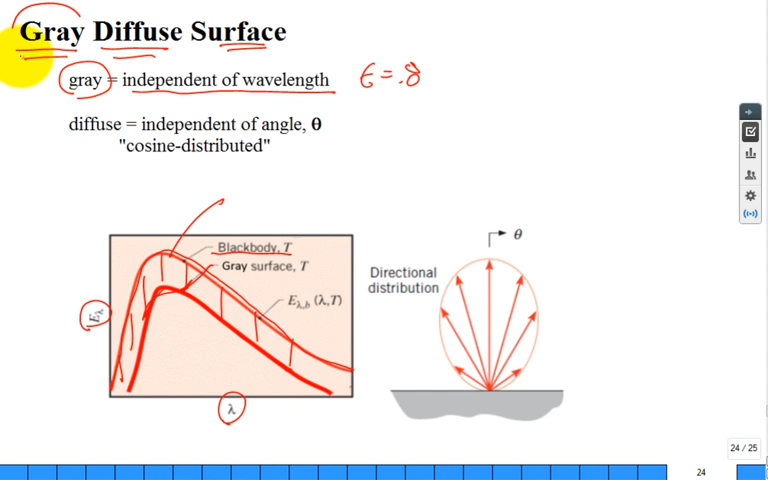 Gray Diffuse Surface
gray = independent of wavelength ϵ = .8
diffuse = independent of angle, θ
"cosine-distributed"
Blackbody, T
Gray surface, T
Eλ,b (λ,T)
Eλ
λ
θ
Directional
distribution
24 / 25
24